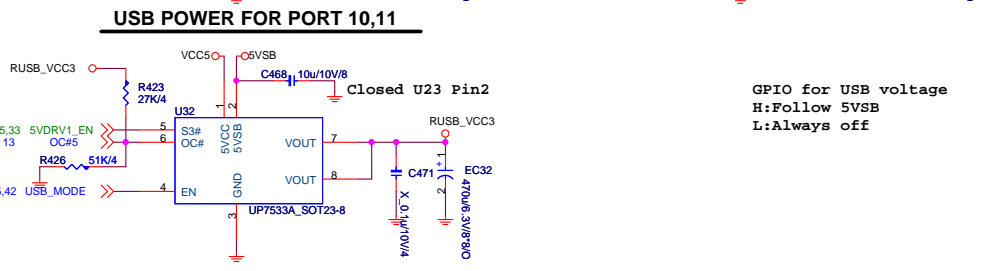 USB POWER FOR PORT 10,11
VCC5
5VSB
RUSB_VCC3
C468
10u/10V/8
Closed U23 Pin2
R423
27K/4
U32
1
2
5VCC
5VSB
5,33 5VDRV1_EN
5
S3#
13 OC#5
6
OC#
R426
51K/4
,42 USB_MODE
4
EN
GND
3
VOUT
7
VOUT
8
UP7533A_SOT23-8
RUSB_VCC3
C471
X_0.1u/10V/4
+
1
2
EC32
470u/6.3V/8*8/O
GPIO for USB voltage
H:Follow 5VSB
L:Always off